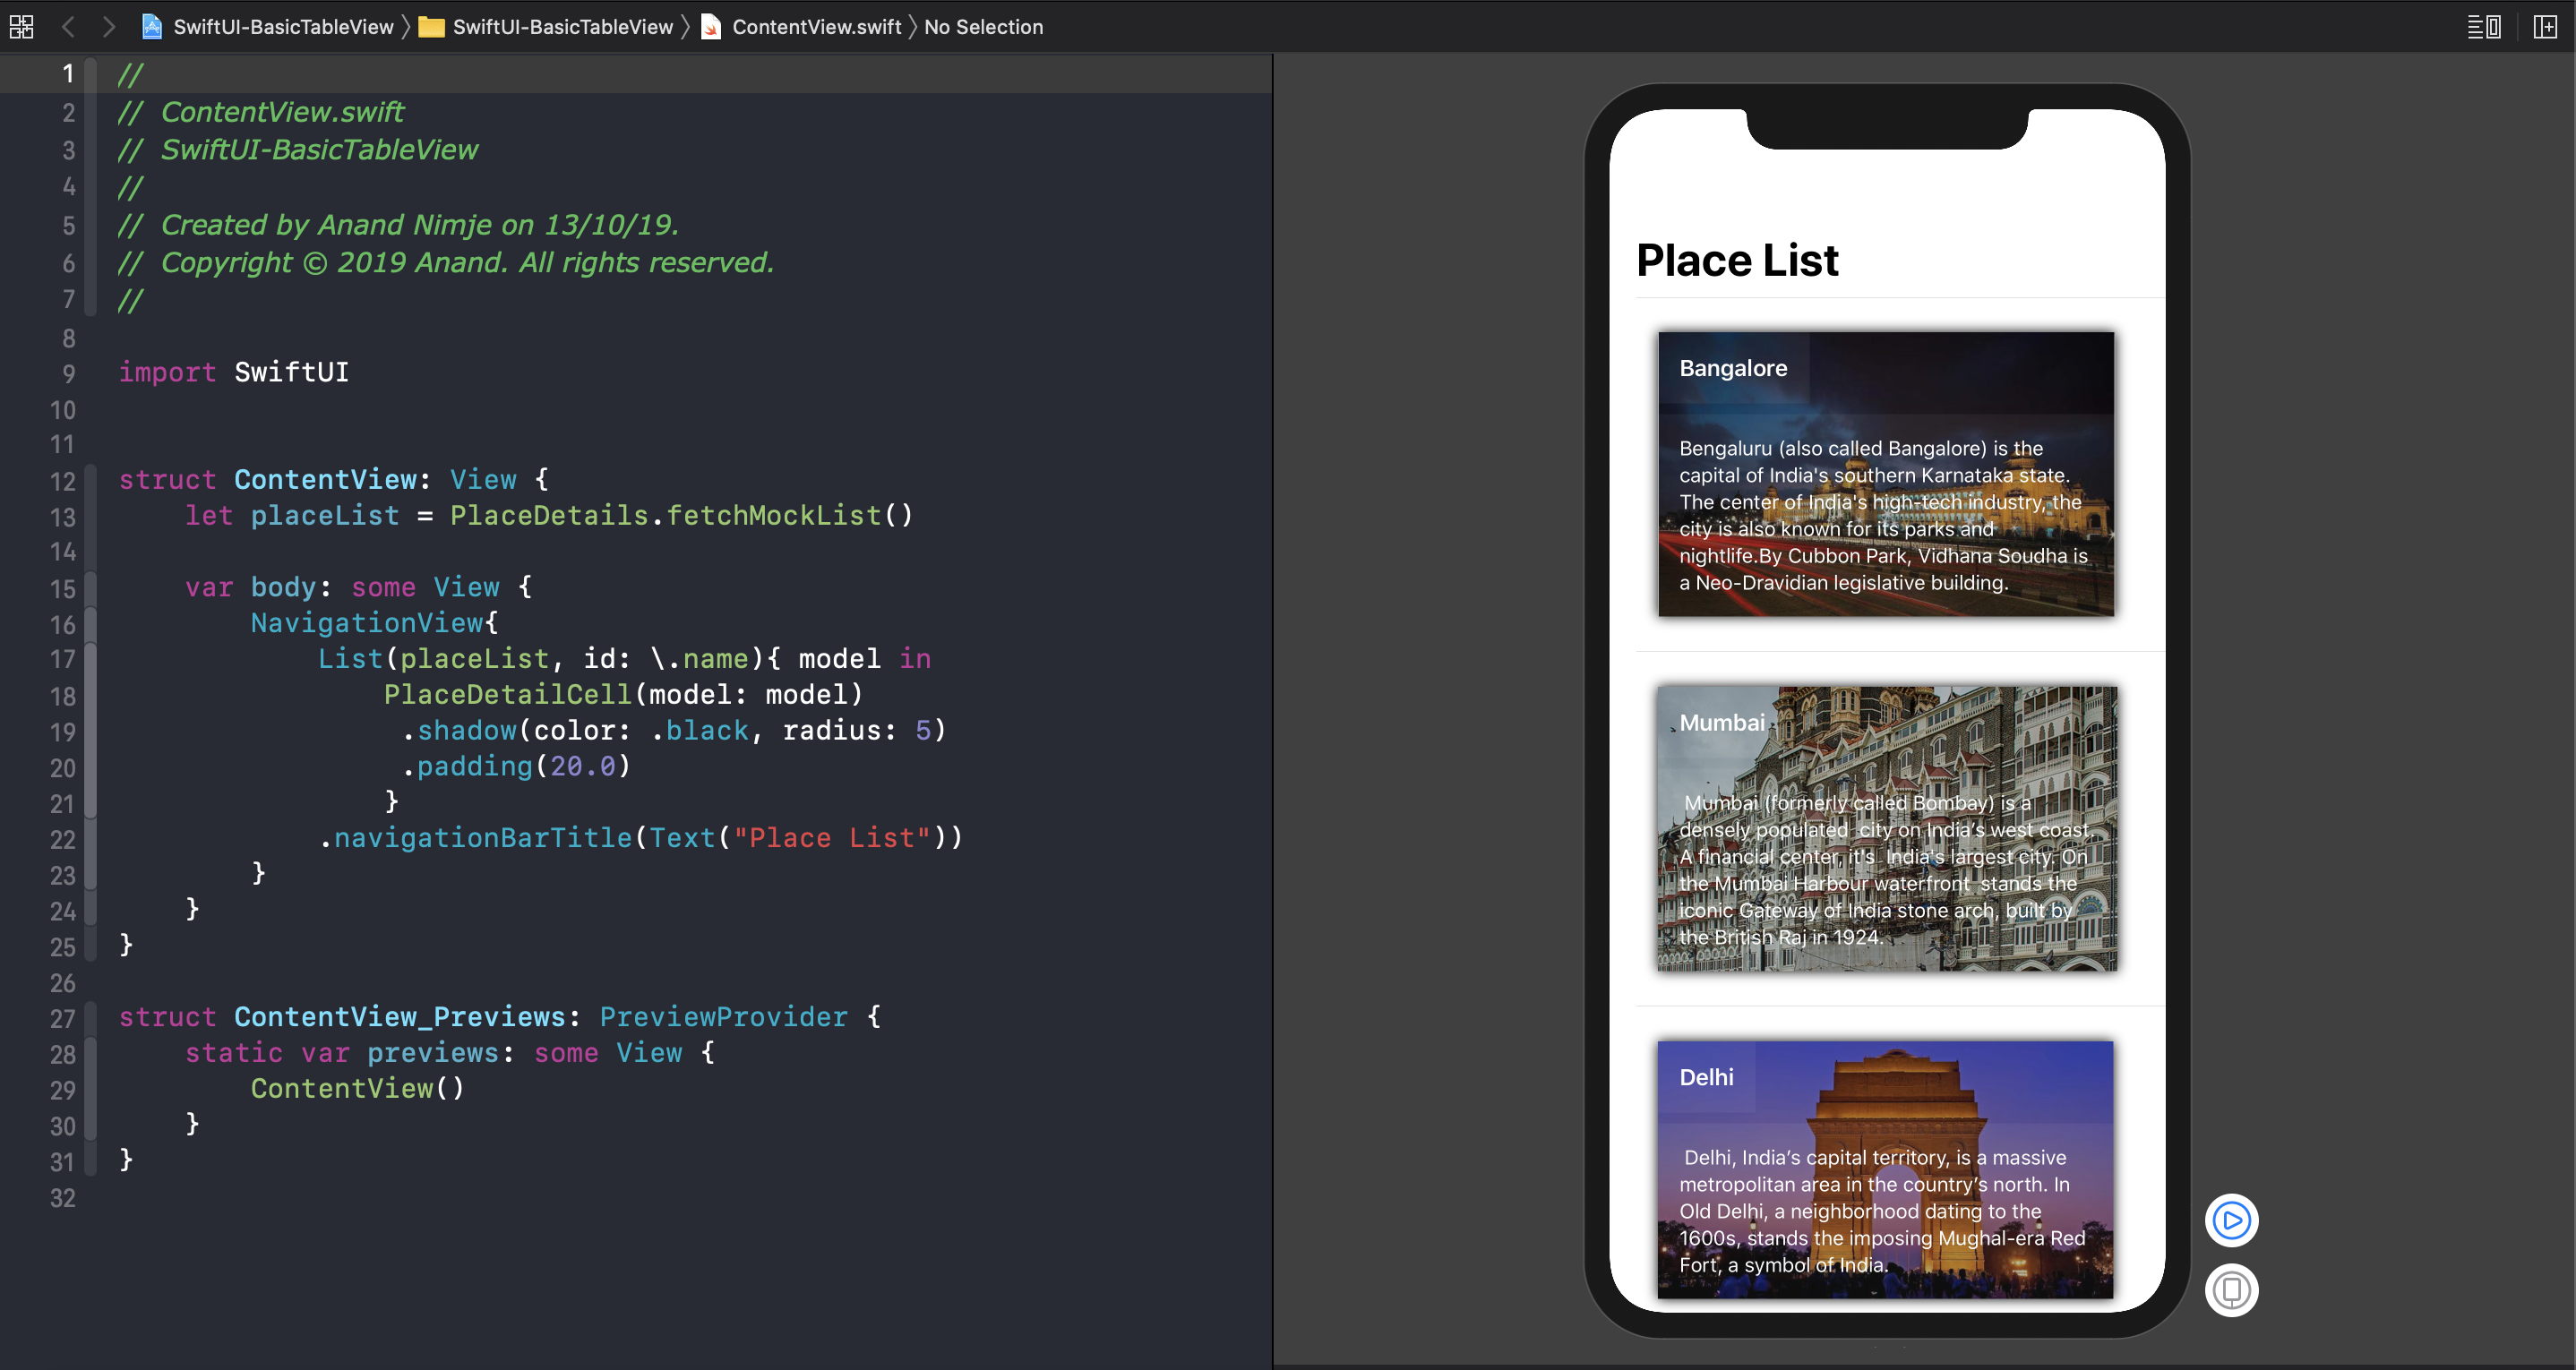 SwiftUI-BasicTableView 〉 SwiftUI-BasicTableView 〉 ContentView.swift 〉 No Selection
1 //
2 //  ContentView.swift
3 //  SwiftUI-BasicTableView
4 //
5 //  Created by Anand Nimje on 13/10/19.
6 //  Copyright © 2019 Anand. All rights reserved.
7 //
8
9 import SwiftUI
10
11
12 struct ContentView: View {
13     let placeList = PlaceDetails.fetchMockList()
14
15     var body: some View {
16         NavigationView{
17             List(placeList, id: \.name){ model in
18                 PlaceDetailCell(model: model)
19                  .shadow(color: .black, radius: 5)
20                  .padding(20.0)
21                 }
22             .navigationBarTitle(Text("Place List"))
23         }
24     }
25 }
26
27 struct ContentView_Previews: PreviewProvider {
28     static var previews: some View {
29         ContentView()
30     }
31 }
32
Place List
Bangalore
Bengaluru (also called Bangalore) is the
capital of India's southern Karnataka state.
The center of India's high-tech industry, the
city is also known for its parks and
nightlife.By Cubbon Park, Vidhana Soudha is
a Neo-Dravidian legislative building.
Mumbai
Mumbai (formerly called Bombay) is a
densely populated  city on India’s west coast.
A financial center, it's  India's largest city. On
the Mumbai Harbour waterfront  stands the
iconic Gateway of India stone arch, built by
the British Raj in 1924.
Delhi
Delhi, India’s capital territory, is a massive
metropolitan area in the country’s north. In
Old Delhi, a neighborhood dating to the
1600s, stands the imposing Mughal-era Red
Fort, a symbol of India.